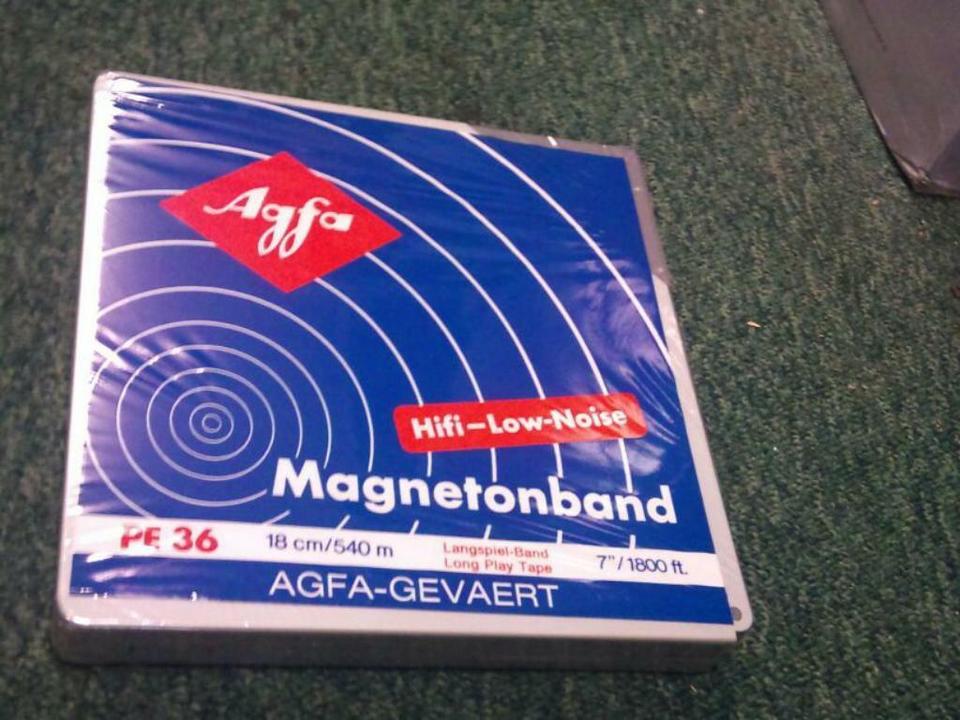 Agfa
Hifi-Low-Noise
Magnetonband
PE 36 18 cm/540 m Langspiel-Band 7"/1800 ft.
Long Play Tape
AGFA-GEVAERT